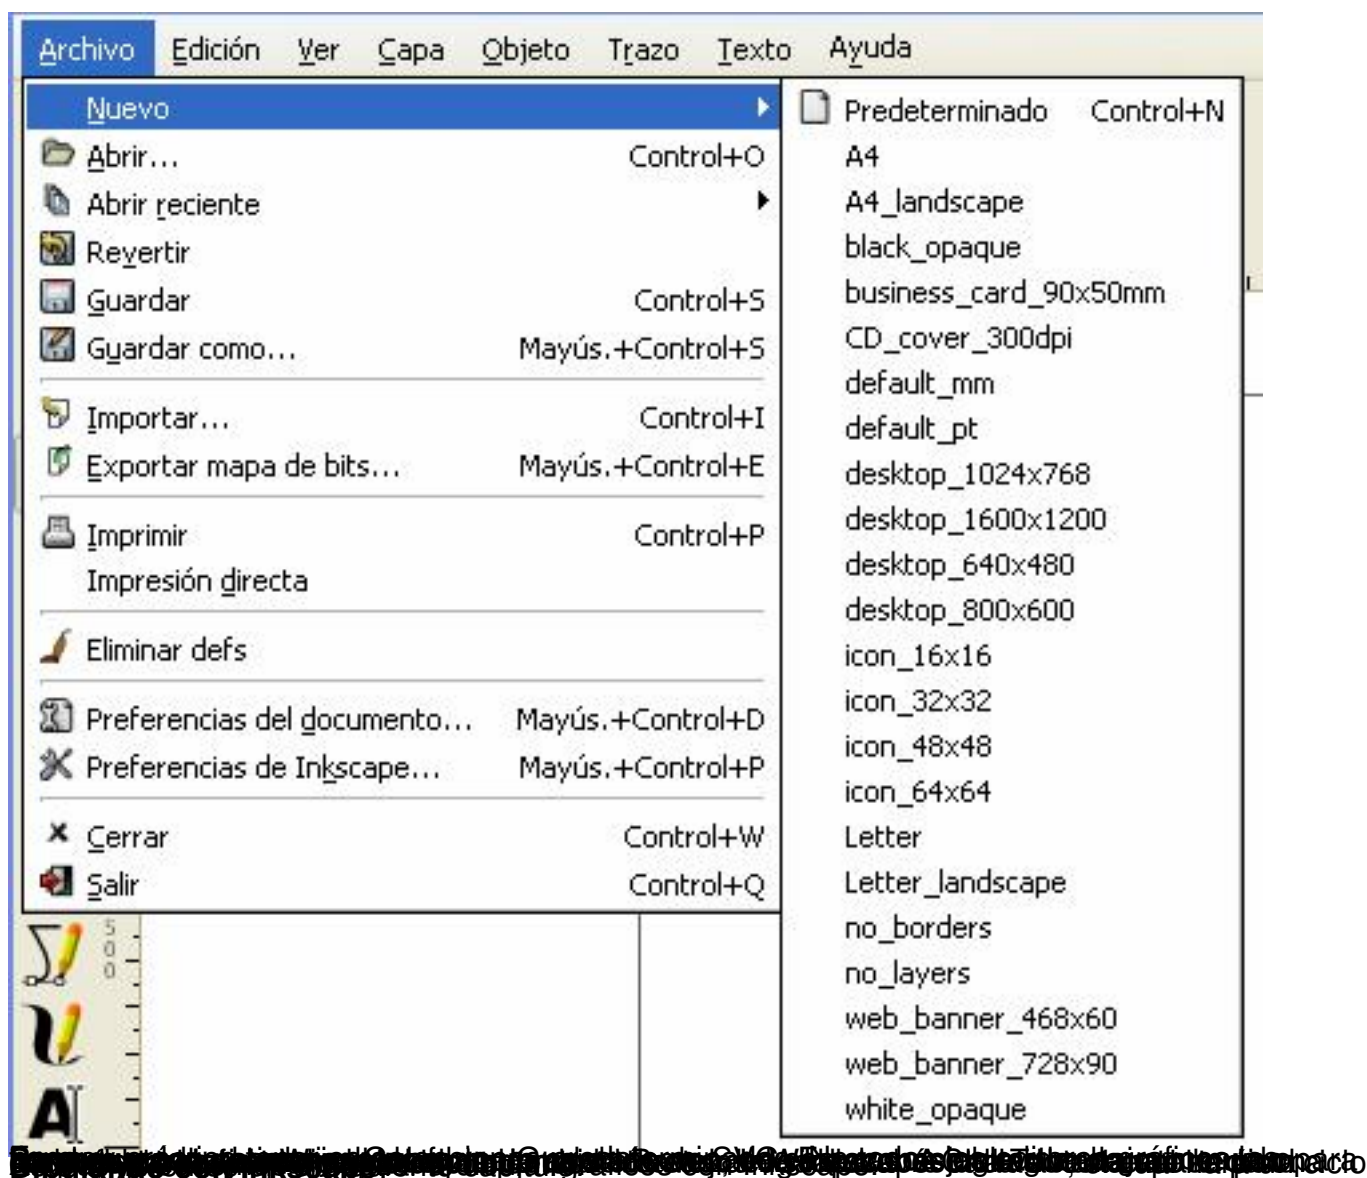 Archivo Edición Ver Capa Objeto Trazo Texto Ayuda
Nuevo
Abrir... Control+O
Abrir reciente
Revertir
Guardar Control+S
Guardar como... Mayús.+Control+S
Importar... Control+I
Exportar mapa de bits... Mayús.+Control+E
Imprimir Control+P
Impresión directa
Eliminar defs
Preferencias del documento... Mayús.+Control+D
Preferencias de Inkscape... Mayús.+Control+P
Cerrar Control+W
Salir Control+Q
Predeterminado Control+N
A4
A4_landscape
black_opaque
business_card_90x50mm
CD_cover_300dpi
default_mm
default_pt
desktop_1024x768
desktop_1600x1200
desktop_640x480
desktop_800x600
icon_16x16
icon_32x32
icon_48x48
icon_64x64
Letter
Letter_landscape
no_borders
no_layers
web_banner_468x60
web_banner_728x90
white_opaque
500
A